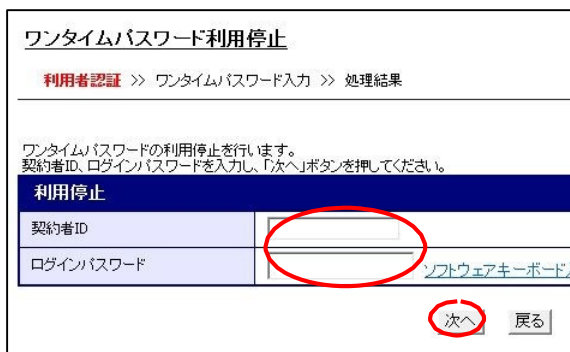 ワンタイムパスワード利用停止
利用者認証 >> ワンタイムパスワード入力 >> 処理結果
ワンタイムパスワードの利用停止を行います。
契約者ID、ログインパスワードを入力し、「次へ」ボタンを押してください。
利用停止
契約者ID
ログインパスワード
ソフトウェアキーボード入
次へ 戻る